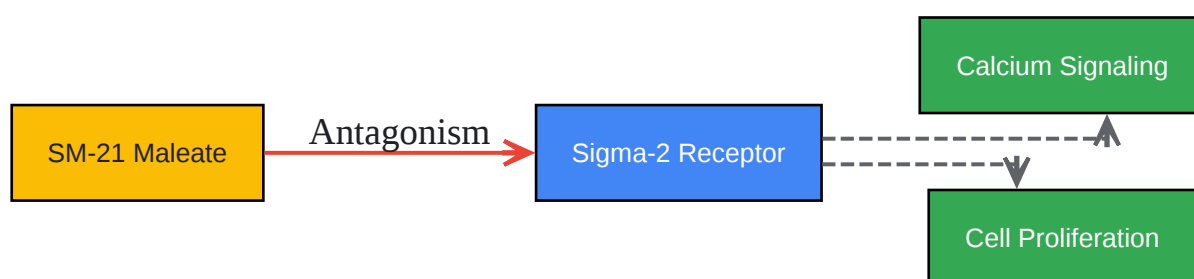 Calcium Signaling
SM-21 Maleate
Antagonism
Sigma-2 Receptor
Cell Proliferation